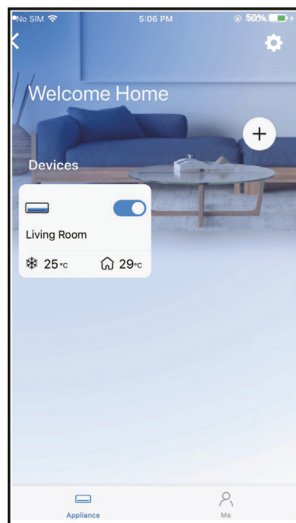 No SIM 5:06 PM 50%
Welcome Home
+
Devices
Living Room
25°C 29°C
Appliance Me